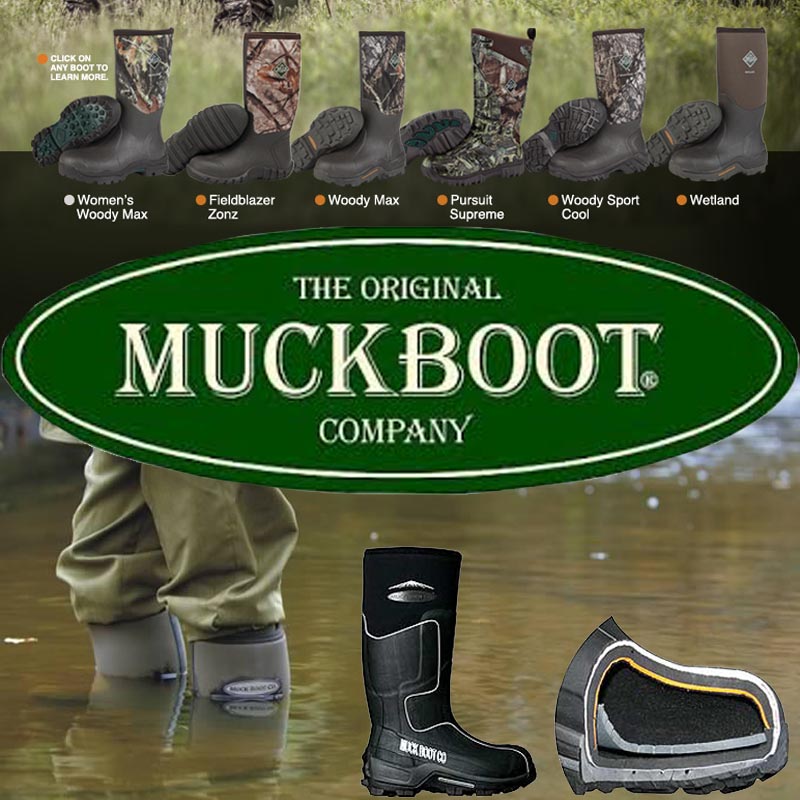 CLICK ON
ANY BOOT TO
LEARN MORE.
Women's
Woody Max
Fieldblazer
Zonz
Woody Max
Pursuit
Supreme
Woody Sport
Cool
Wetland
THE ORIGINAL
MUCKBOOT®
COMPANY
MUCK BOOT CO
MUCK BOOT CO